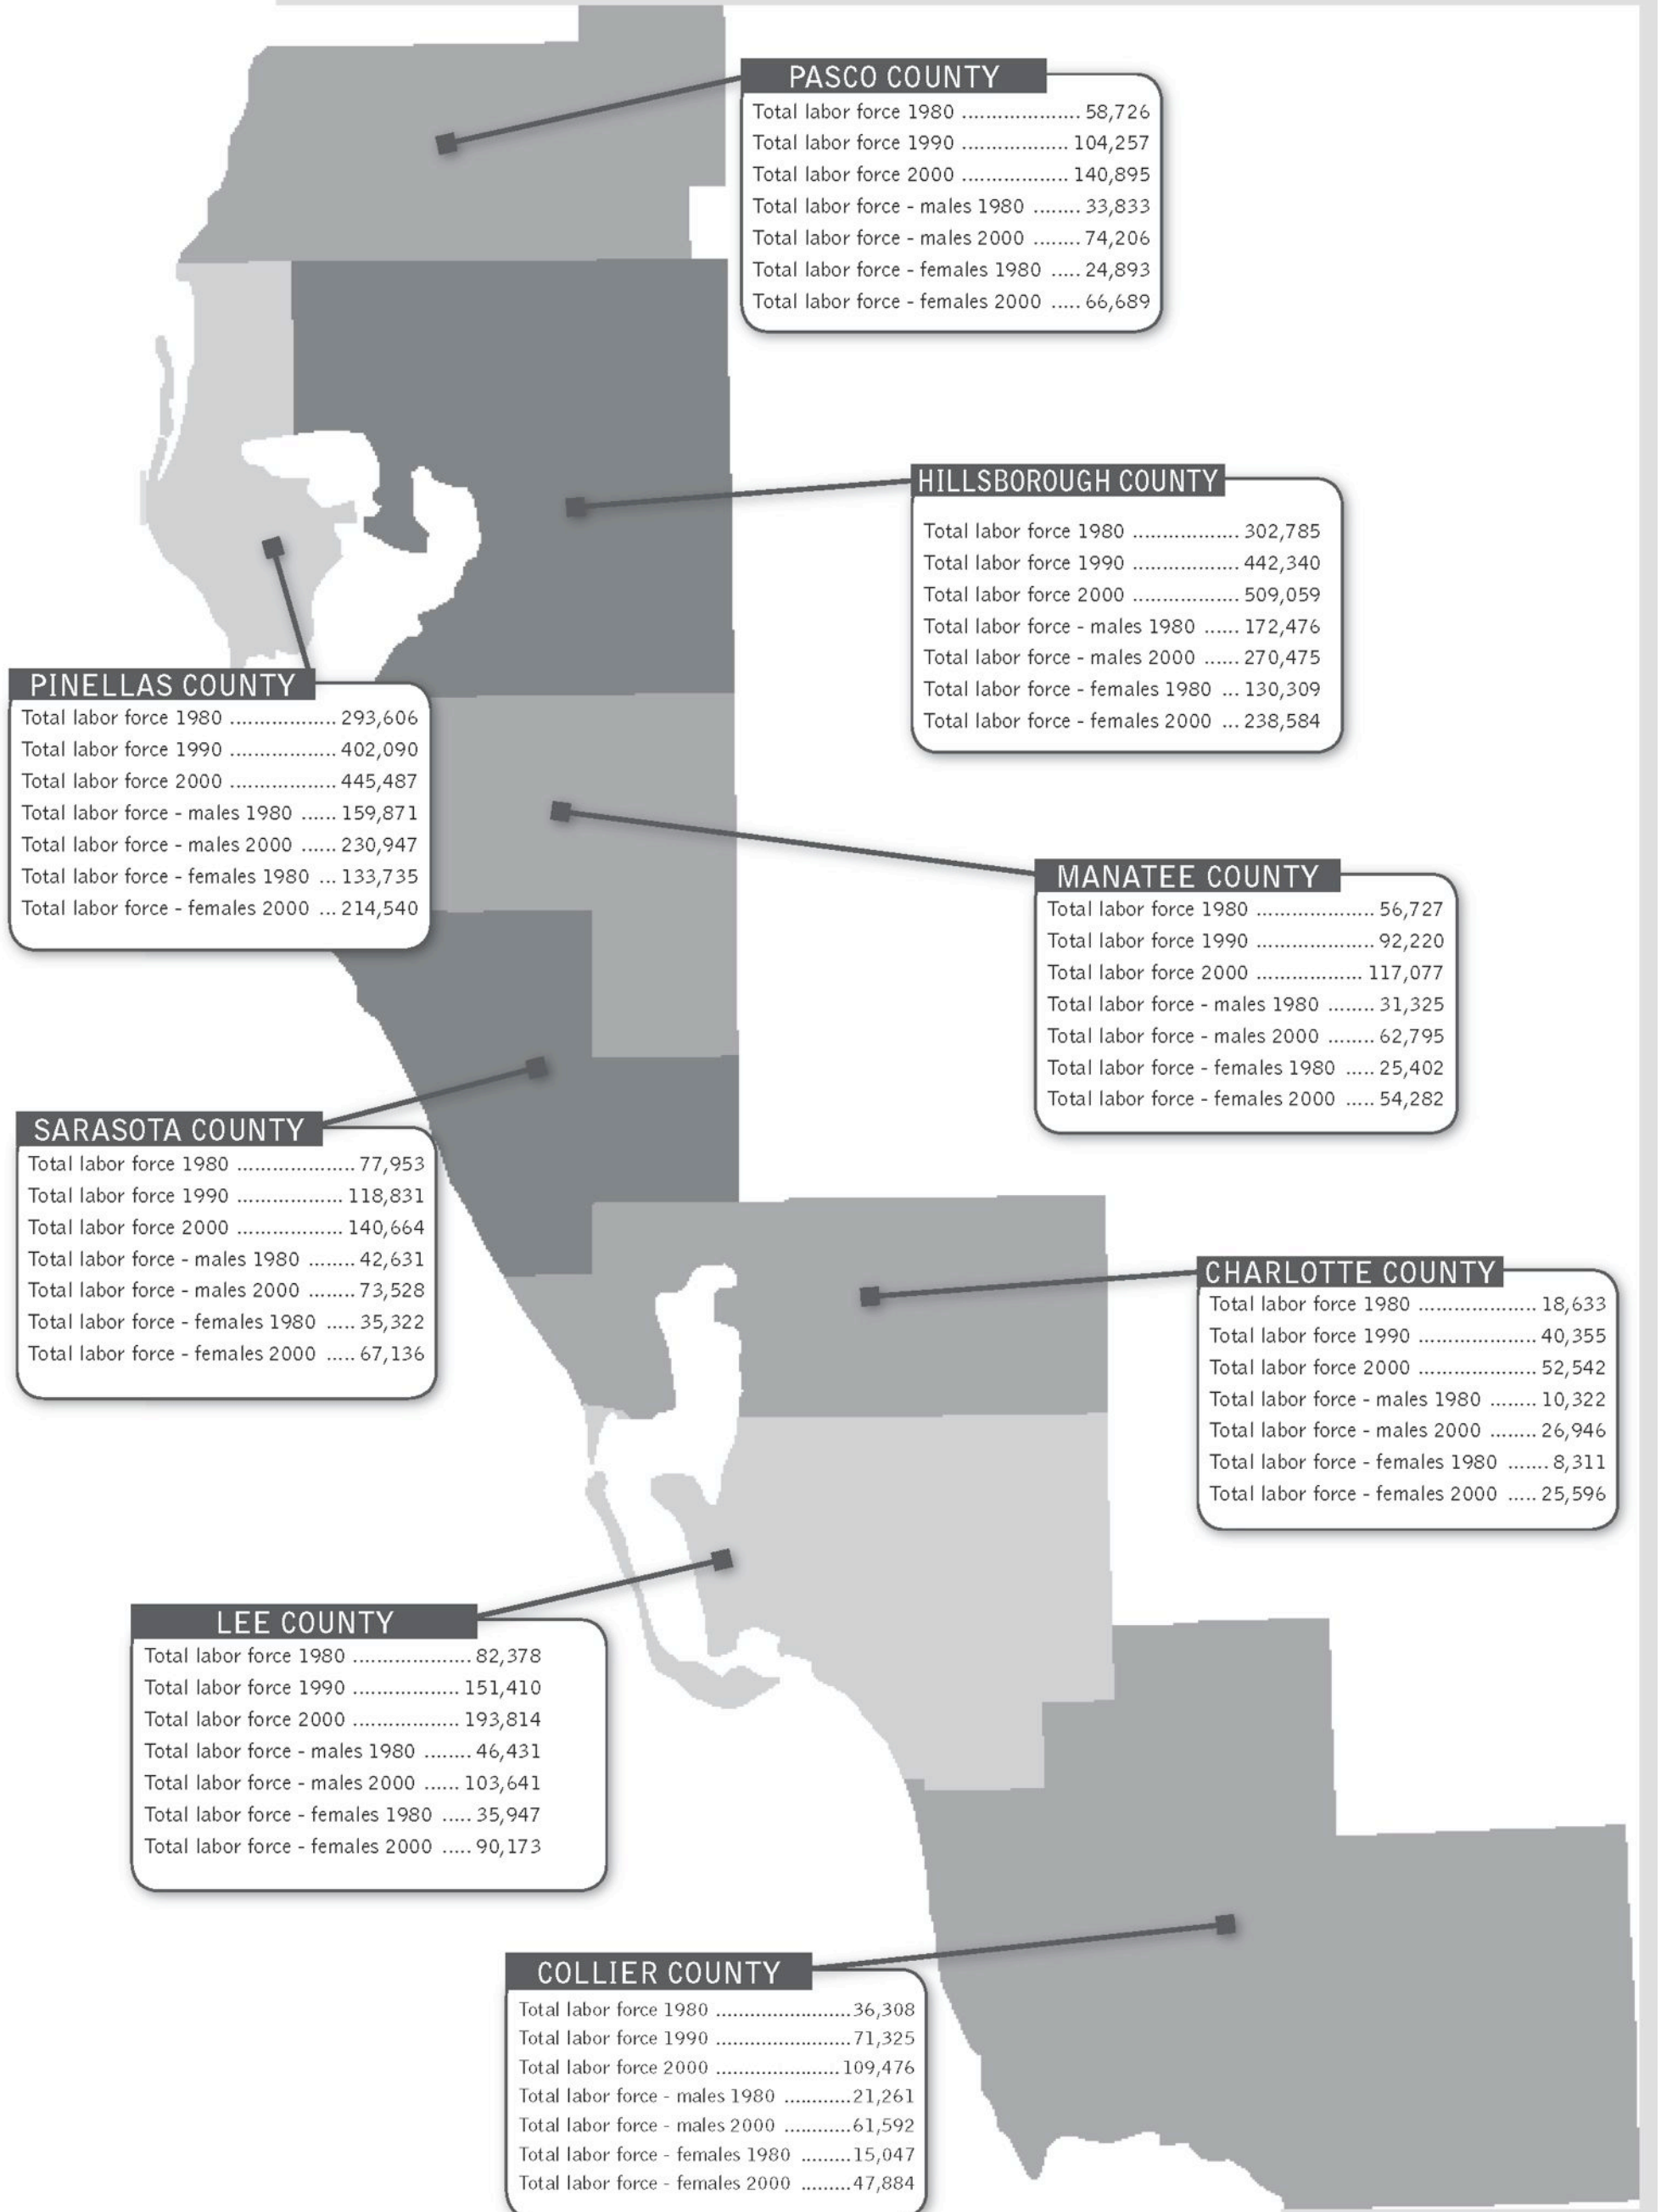 PASCO COUNTY
Total labor force 1980 .................... 58,726
Total labor force 1990 .................. 104,257
Total labor force 2000 .................. 140,895
Total labor force - males 1980 ........ 33,833
Total labor force - males 2000 ........ 74,206
Total labor force - females 1980 ..... 24,893
Total labor force - females 2000 ..... 66,689
HILLSBOROUGH COUNTY
Total labor force 1980 .................. 302,785
Total labor force 1990 .................. 442,340
Total labor force 2000 .................. 509,059
Total labor force - males 1980 ...... 172,476
Total labor force - males 2000 ...... 270,475
Total labor force - females 1980 ... 130,309
Total labor force - females 2000 ... 238,584
PINELLAS COUNTY
Total labor force 1980 .................. 293,606
Total labor force 1990 .................. 402,090
Total labor force 2000 .................. 445,487
Total labor force - males 1980 ...... 159,871
Total labor force - males 2000 ...... 230,947
Total labor force - females 1980 ... 133,735
Total labor force - females 2000 ... 214,540
MANATEE COUNTY
Total labor force 1980 .................... 56,727
Total labor force 1990 .................... 92,220
Total labor force 2000 .................. 117,077
Total labor force - males 1980 ........ 31,325
Total labor force - males 2000 ........ 62,795
Total labor force - females 1980 ..... 25,402
Total labor force - females 2000 ..... 54,282
SARASOTA COUNTY
Total labor force 1980 .................... 77,953
Total labor force 1990 .................. 118,831
Total labor force 2000 .................. 140,664
Total labor force - males 1980 ........ 42,631
Total labor force - males 2000 ........ 73,528
Total labor force - females 1980 ..... 35,322
Total labor force - females 2000 ..... 67,136
CHARLOTTE COUNTY
Total labor force 1980 .................... 18,633
Total labor force 1990 .................... 40,355
Total labor force 2000 .................... 52,542
Total labor force - males 1980 ........ 10,322
Total labor force - males 2000 ........ 26,946
Total labor force - females 1980 ....... 8,311
Total labor force - females 2000 ..... 25,596
LEE COUNTY
Total labor force 1980 .................... 82,378
Total labor force 1990 .................. 151,410
Total labor force 2000 .................. 193,814
Total labor force - males 1980 ........ 46,431
Total labor force - males 2000 ...... 103,641
Total labor force - females 1980 ..... 35,947
Total labor force - females 2000 ..... 90,173
COLLIER COUNTY
Total labor force 1980 ........................36,308
Total labor force 1990 ........................71,325
Total labor force 2000 ......................109,476
Total labor force - males 1980 ............21,261
Total labor force - males 2000 ............61,592
Total labor force - females 1980 .........15,047
Total labor force - females 2000 .........47,884